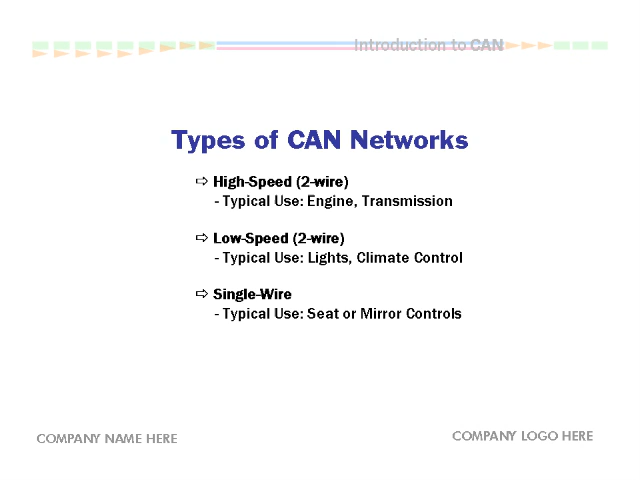 Introduction to CAN
Types of CAN Networks
⇨ High-Speed (2-wire)
- Typical Use: Engine, Transmission
⇨ Low-Speed (2-wire)
- Typical Use: Lights, Climate Control
⇨ Single-Wire
- Typical Use: Seat or Mirror Controls
COMPANY NAME HERE
COMPANY LOGO HERE